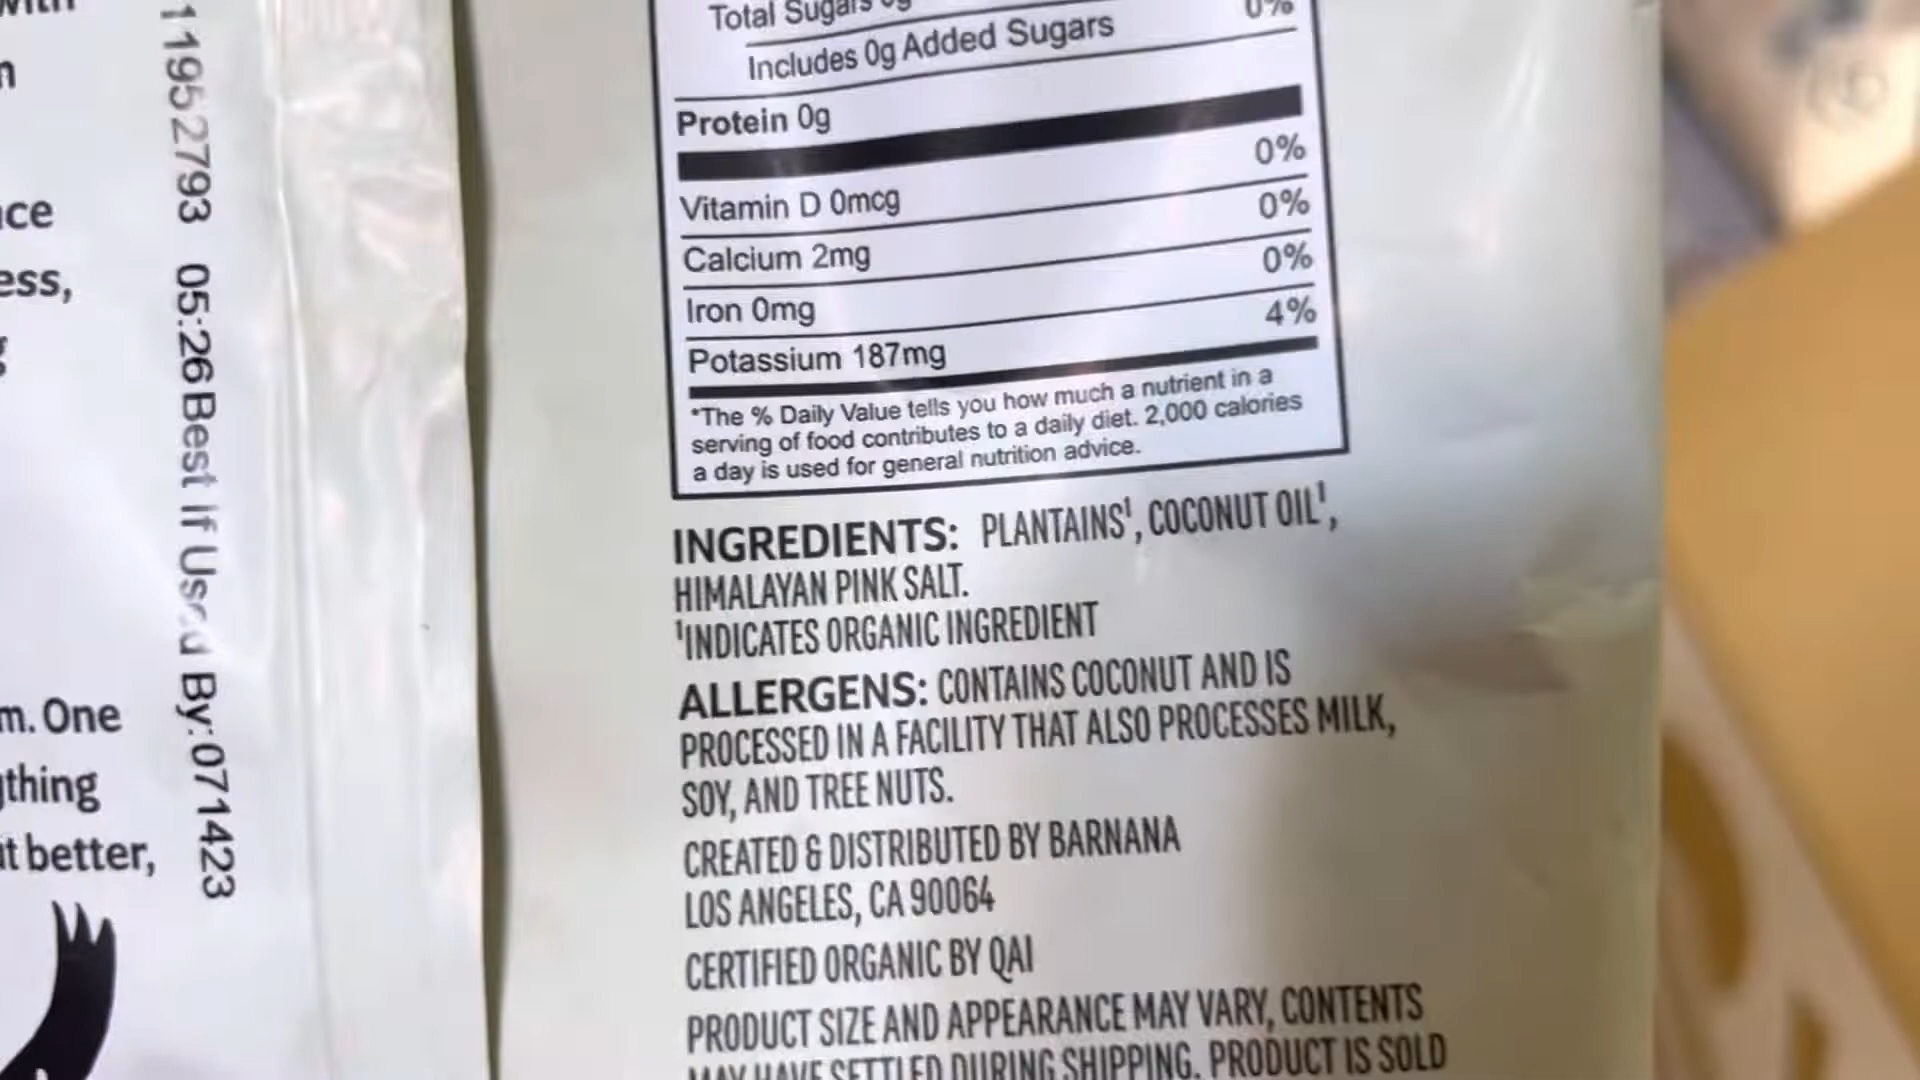 ce
ess,
m. One
thing
t better,
11952793 05:26 Best If Used By:071423
Total Sugars 0g
Includes 0g Added Sugars 0%
Protein 0g
Vitamin D 0mcg 0%
Calcium 2mg 0%
Iron 0mg 0%
Potassium 187mg 4%
*The % Daily Value tells you how much a nutrient in a
serving of food contributes to a daily diet. 2,000 calories
a day is used for general nutrition advice.
INGREDIENTS: PLANTAINS¹, COCONUT OIL¹,
HIMALAYAN PINK SALT.
¹INDICATES ORGANIC INGREDIENT
ALLERGENS: CONTAINS COCONUT AND IS
PROCESSED IN A FACILITY THAT ALSO PROCESSES MILK,
SOY, AND TREE NUTS.
CREATED & DISTRIBUTED BY BARNANA
LOS ANGELES, CA 90064
CERTIFIED ORGANIC BY QAI
PRODUCT SIZE AND APPEARANCE MAY VARY, CONTENTS
MAY HAVE SETTLED DURING SHIPPING. PRODUCT IS SOLD